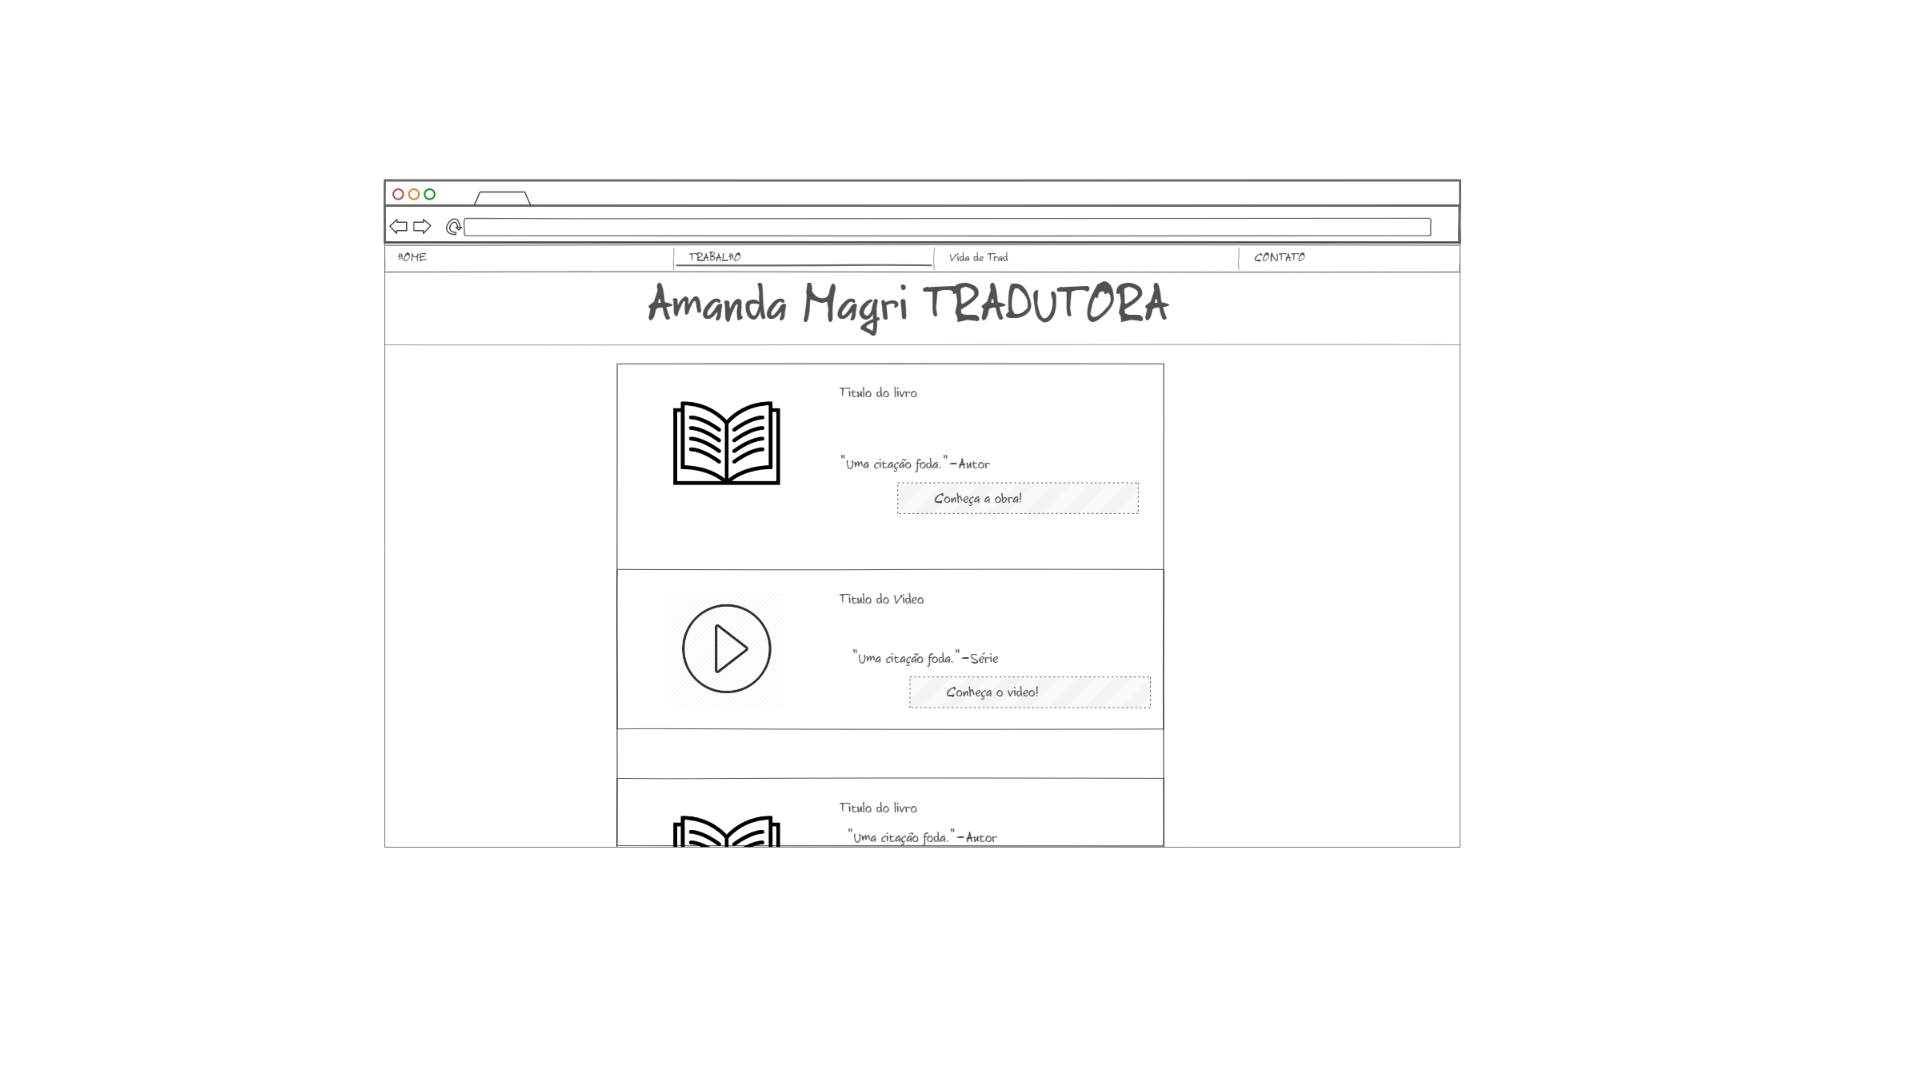 HOME
TRABALHO
Vida de Trad
CONTATO
Amanda Magri TRADUTORA
Titulo do livro
"Uma citação foda."-Autor
Conheça a obra!
Titulo do Video
"Uma citação foda."-Série
Conheça o video!
Titulo do livro
"Uma citação foda."-Autor